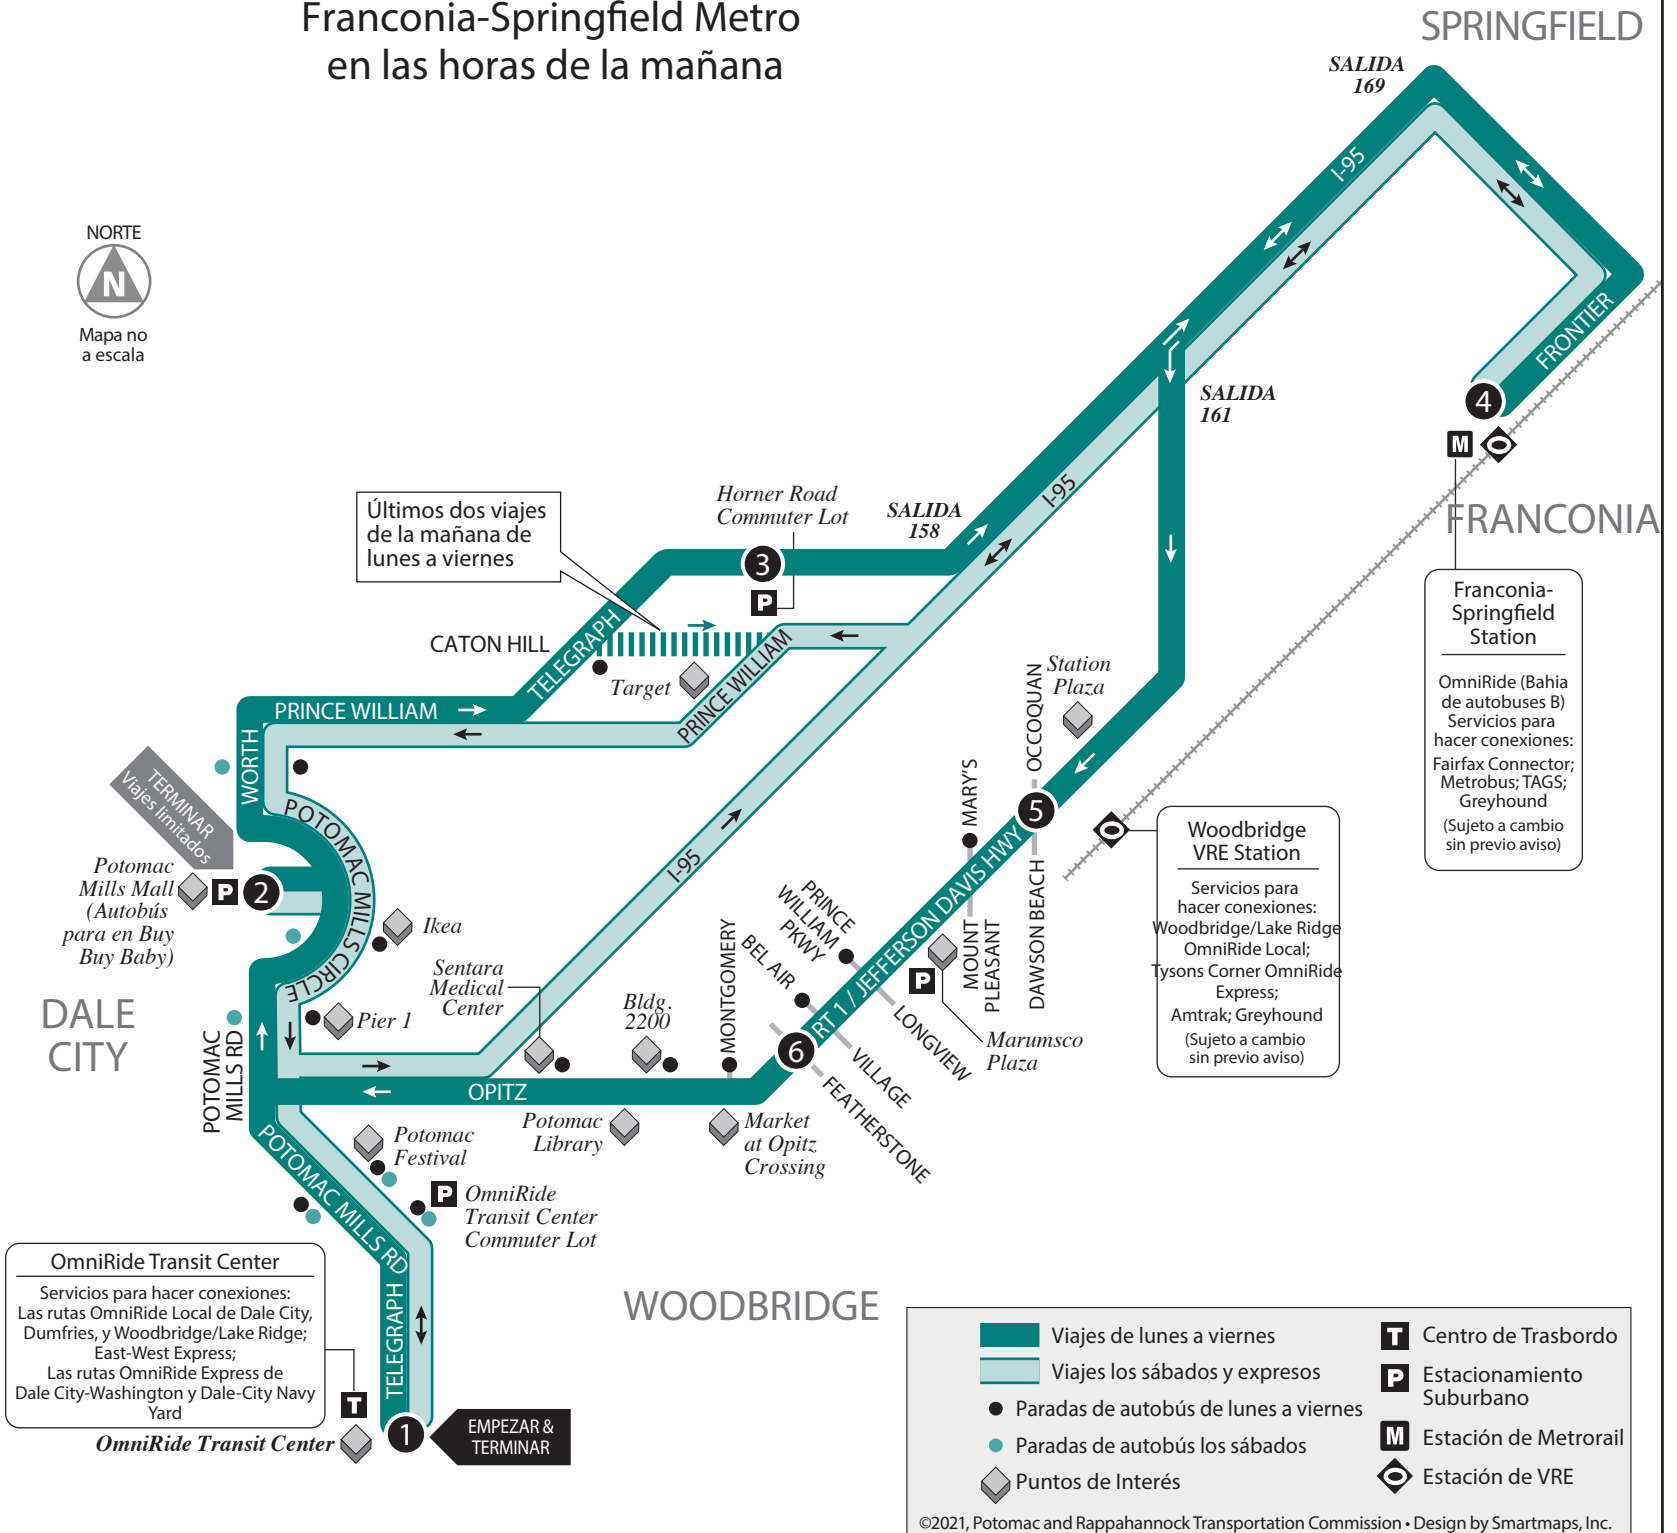 Franconia-Springfield Metro
en las horas de la mañana
SPRINGFIELD
SALIDA
169
I-95
NORTE
N
Mapa no
a escala
FRONTIER
SALIDA
161
4
M
FRANCONIA
Horner Road
Commuter Lot
SALIDA
158
I-95
Últimos dos viajes
de la mañana de
lunes a viernes
3
P
CATON HILL
TELEGRAPH
Target
PRINCE WILLIAM
PRINCE WILLIAM
WORTH
Station
Plaza
OCCOQUAN
Franconia-
Springfield
Station
OmniRide (Bahia
de autobuses B)
Servicios para
hacer conexiones:
Fairfax Connector;
Metrobus; TAGS;
Greyhound
(Sujeto a cambio
sin previo aviso)
TERMINAR
Viajes limitados
POTOMAC MILLS CIRCLE
Potomac
Mills Mall
(Autobús
para en Buy
Buy Baby)
P
2
Ikea
I-95
MARY'S
5
DAWSON BEACH
MOUNT
PLEASANT
Woodbridge
VRE Station
Servicios para
hacer conexiones:
Woodbridge/Lake Ridge
OmniRide Local;
Tysons Corner OmniRide
Express;
Amtrak; Greyhound
(Sujeto a cambio
sin previo aviso)
PRINCE
WILLIAM
PKWY
BEL AIR
MONTGOMERY
RT 1 / JEFFERSON DAVIS HWY
P
Marumsco
Plaza
LONGVIEW
VILLAGE
FEATHERSTONE
6
Sentara
Medical
Center
Bldg.
2200
Pier 1
DALE
CITY
POTOMAC
MILLS RD
OPITZ
Potomac
Library
Market
at Opitz
Crossing
Potomac
Festival
POTOMAC MILLS RD
P
OmniRide
Transit Center
Commuter Lot
TELEGRAPH
WOODBRIDGE
OmniRide Transit Center
Servicios para hacer conexiones:
Las rutas OmniRide Local de Dale City,
Dumfries, y Woodbridge/Lake Ridge;
East-West Express;
Las rutas OmniRide Express de
Dale City-Washington y Dale-City Navy
Yard
T
OmniRide Transit Center
1
EMPEZAR &
TERMINAR
Viajes de lunes a viernes
Viajes los sábados y expresos
Paradas de autobús de lunes a viernes
Paradas de autobús los sábados
Puntos de Interés
T
Centro de Trasbordo
P
Estacionamiento
Suburbano
M
Estación de Metrorail
Estación de VRE
©2021, Potomac and Rappahannock Transportation Commission • Design by Smartmaps, Inc.